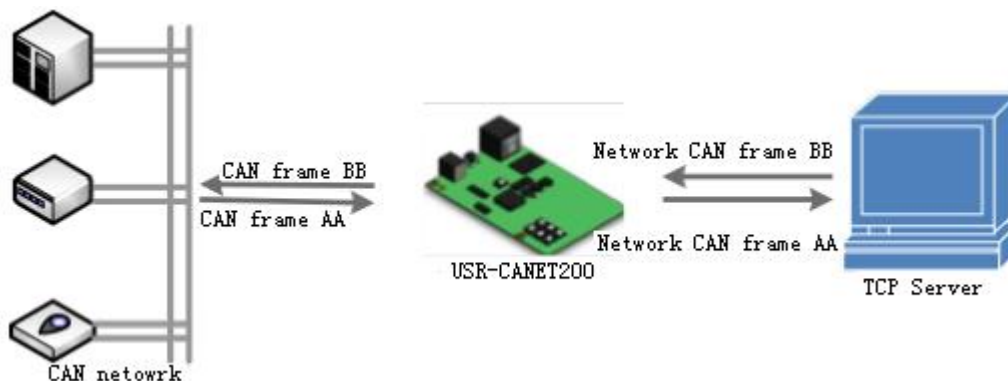 CAN frame BB
CAN frame AA
Network CAN frame BB
Network CAN frame AA
USR-CANET200
TCP Server
CAN netowrk